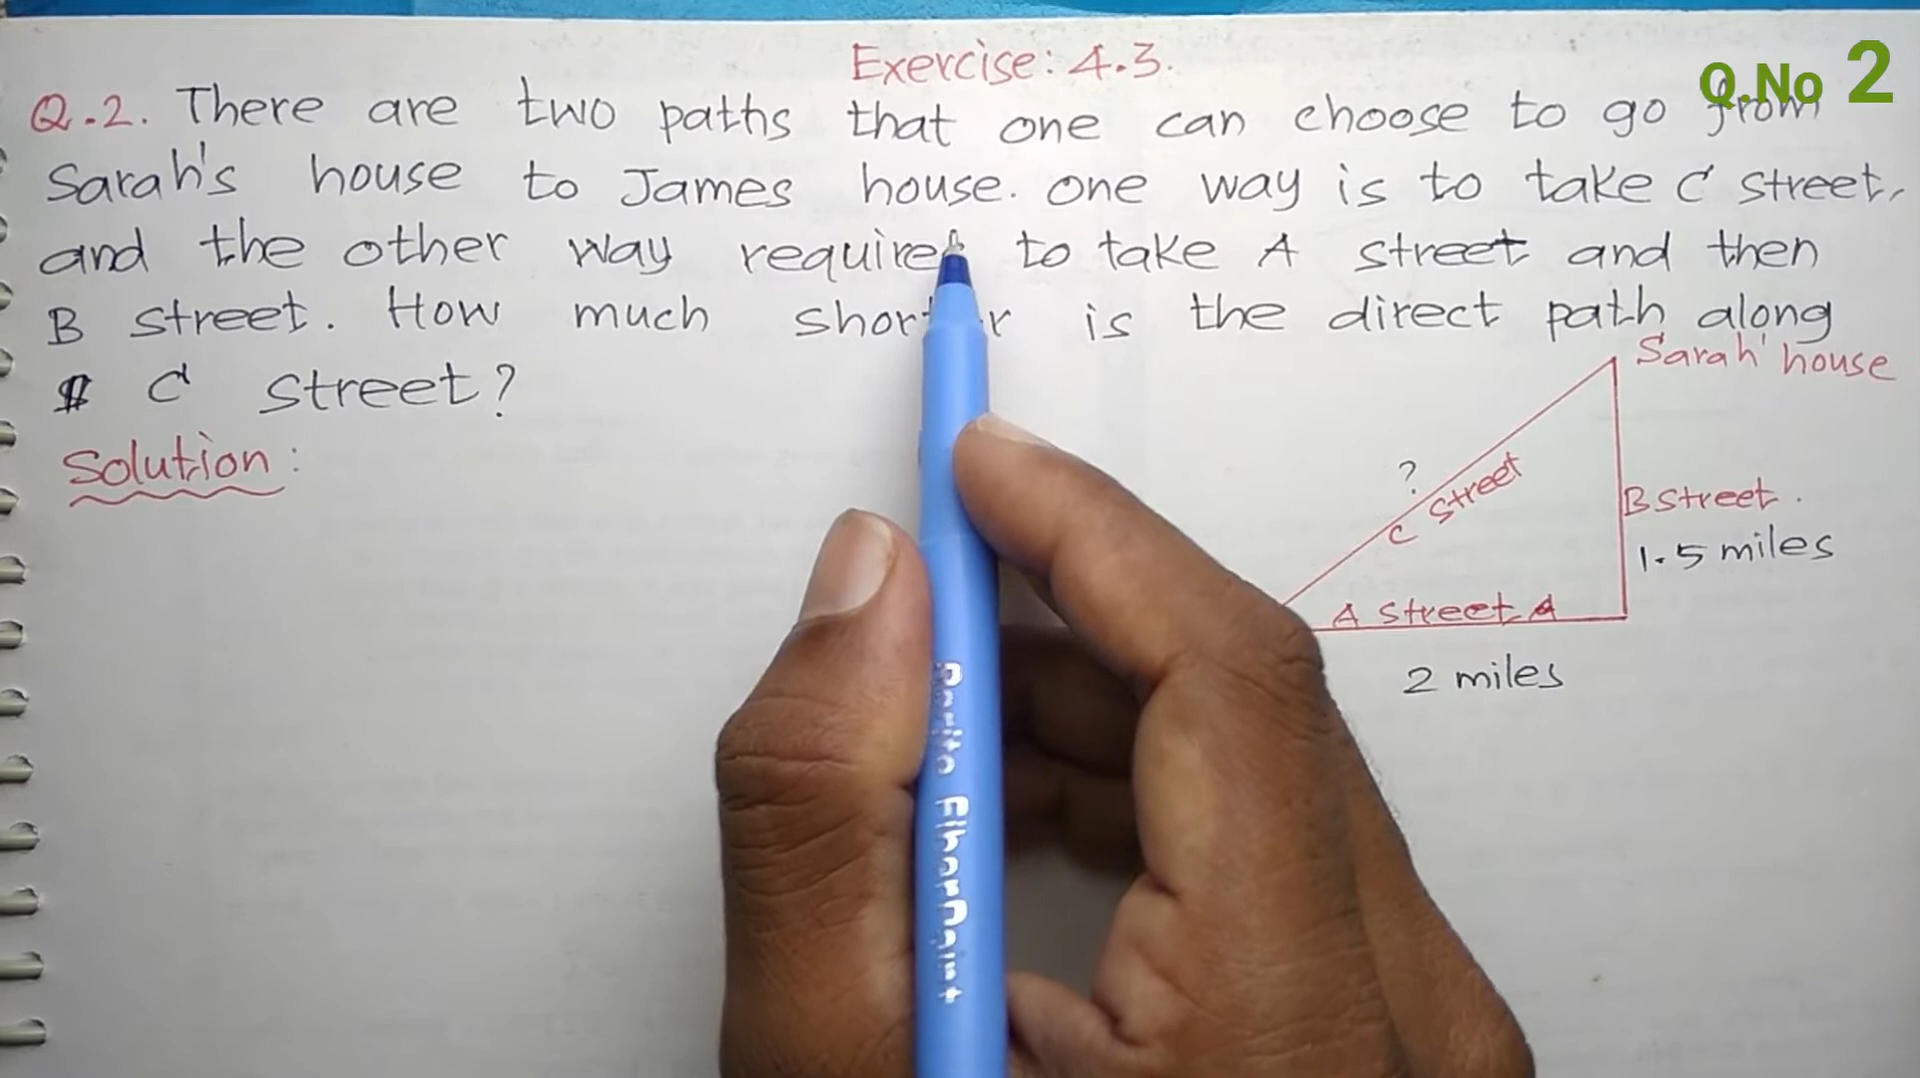 Exercise: 4.3.
Q.No 2
Q.2. There are two paths that one can choose to go from
Sarah's house to James house. one way is to take C street,
and the other way requires to take A street and then
B street. How much shorter is the direct path along
C street?
Sarah' house
Solution:
?
C street
B street.
1.5 miles
A street A
2 miles